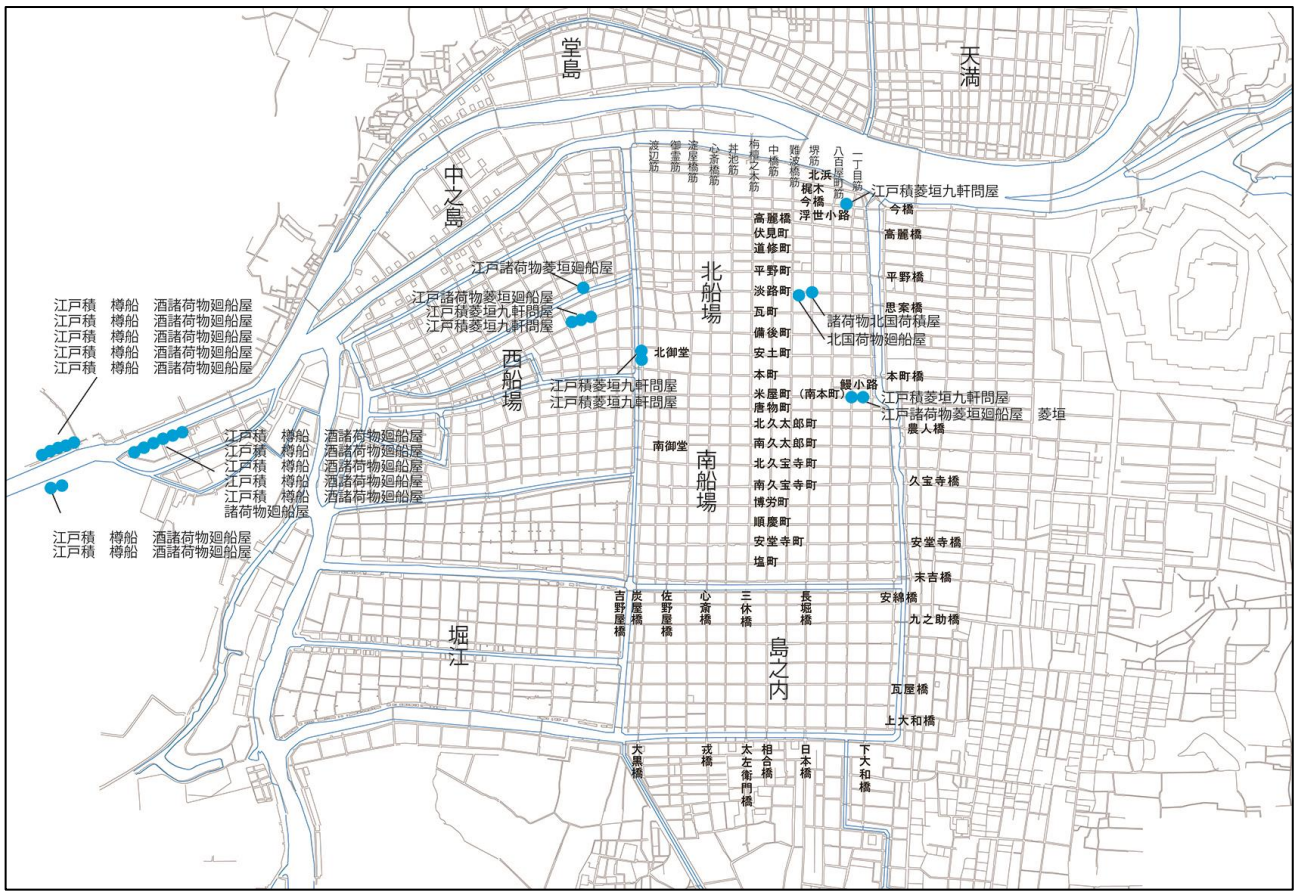 堂島
天満
中之島
渡辺筋
御霊筋
淀屋橋筋
心斎橋筋
丼池筋
栴檀之木筋
中橋筋
難波橋筋
堺筋
八百屋町筋
一丁目筋
北浜
梶木
今橋
浮世小路
江戸積菱垣九軒問屋
今橋
高麗橋
伏見町
道修町
平野町
淡路町
瓦町
備後町
安土町
本町
米屋町（南本町）
唐物町
北久太郎町
南久太郎町
北久宝寺町
南久宝寺町
博労町
順慶町
安堂寺町
塩町
高麗橋
平野橋
思案橋
諸荷物北国荷積屋
北国荷物廻船屋
本町橋
鰻小路
江戸積菱垣九軒問屋
江戸諸荷物菱垣廻船屋　菱垣
農人橋
久宝寺橋
安堂寺橋
末吉橋
安綿橋
九之助橋
瓦屋橋
上大和橋
北船場
江戸諸荷物菱垣廻船屋
江戸諸荷物菱垣廻船屋
江戸積菱垣九軒問屋
江戸積菱垣九軒問屋
西船場
北御堂
江戸積菱垣九軒問屋
江戸積菱垣九軒問屋
南御堂
南船場
江戸積　樽船　酒諸荷物廻船屋
江戸積　樽船　酒諸荷物廻船屋
江戸積　樽船　酒諸荷物廻船屋
江戸積　樽船　酒諸荷物廻船屋
江戸積　樽船　酒諸荷物廻船屋
江戸積　樽船　酒諸荷物廻船屋
江戸積　樽船　酒諸荷物廻船屋
江戸積　樽船　酒諸荷物廻船屋
江戸積　樽船　酒諸荷物廻船屋
江戸積　樽船　酒諸荷物廻船屋
諸荷物廻船屋
江戸積　樽船　酒諸荷物廻船屋
江戸積　樽船　酒諸荷物廻船屋
吉野屋橋
炭屋橋
佐野屋橋
心斎橋
三休橋
長堀橋
堀江
島之内
大黒橋
戎橋
太左衛門橋
相合橋
日本橋
下大和橋